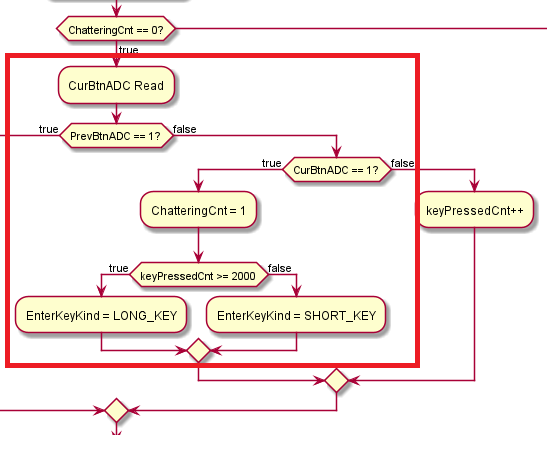 ChatteringCnt == 0?
true
CurBtnADC Read
true
PrevBtnADC == 1?
false
true
CurBtnADC == 1?
false
ChatteringCnt = 1
keyPressedCnt++
true
keyPressedCnt >= 2000
false
EnterKeyKind = LONG_KEY
EnterKeyKind = SHORT_KEY